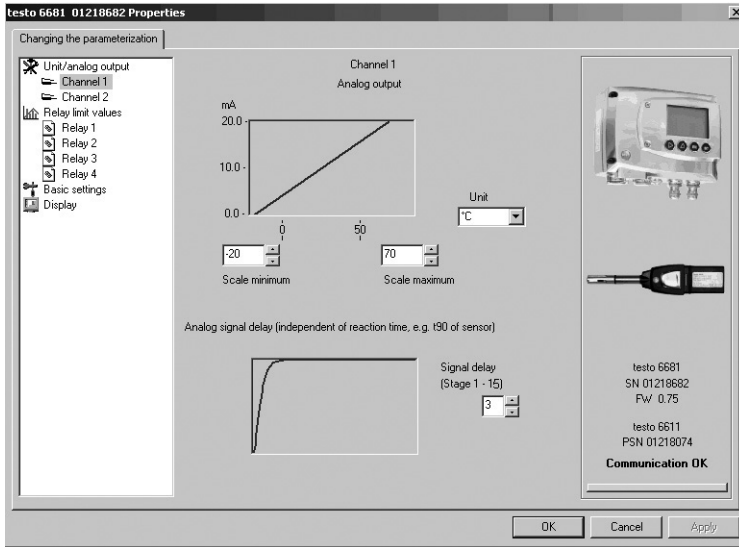 testo 6681 01218682 Properties
Changing the parameterization
Unit/analog output
Channel 1
Channel 2
Relay limit values
Relay 1
Relay 2
Relay 3
Relay 4
Basic settings
Display
Channel 1
Analog output
mA
20.0
10.0
0.0
0
50
Unit
°C
-20
70
Scale minimum
Scale maximum
Analog signal delay (independent of reaction time, e.g. t90 of sensor)
Signal delay
(Stage 1 - 15)
3
testo 6681
SN 01218682
FW 0.75
testo 6611
PSN 01218074
Communication OK
OK
Cancel
Apply